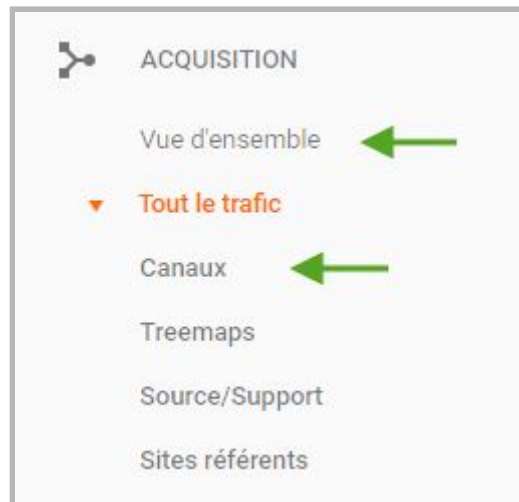 ACQUISITION
Vue d'ensemble
Tout le trafic
Canaux
Treemaps
Source/Support
Sites référents